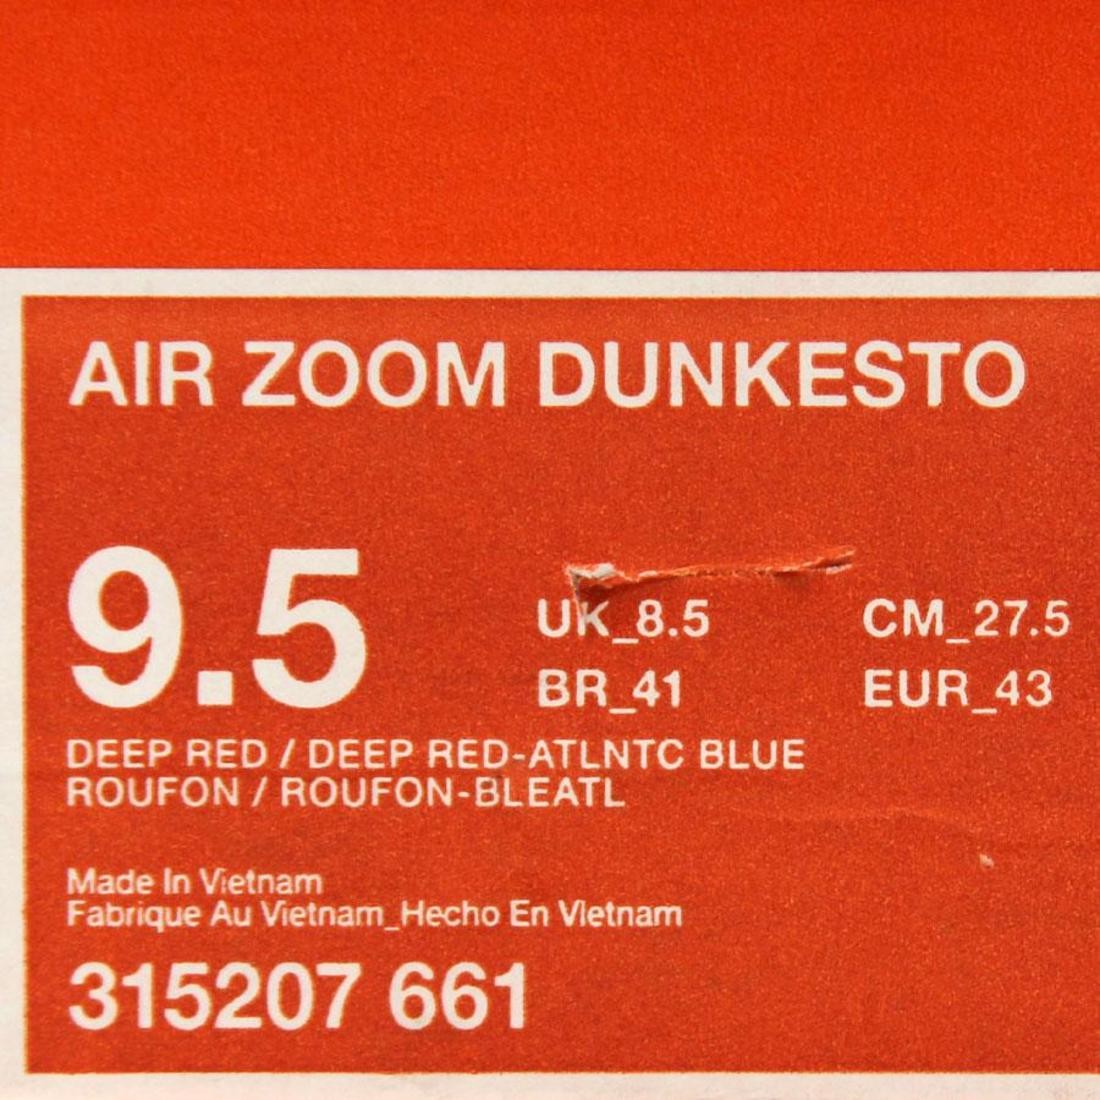 AIR ZOOM DUNKESTO
9.5
UK_8.5 CM_27.5
BR_41 EUR_43
DEEP RED / DEEP RED-ATLNTC BLUE
ROUFON / ROUFON-BLEATL
Made In Vietnam
Fabrique Au Vietnam_Hecho En Vietnam
315207 661